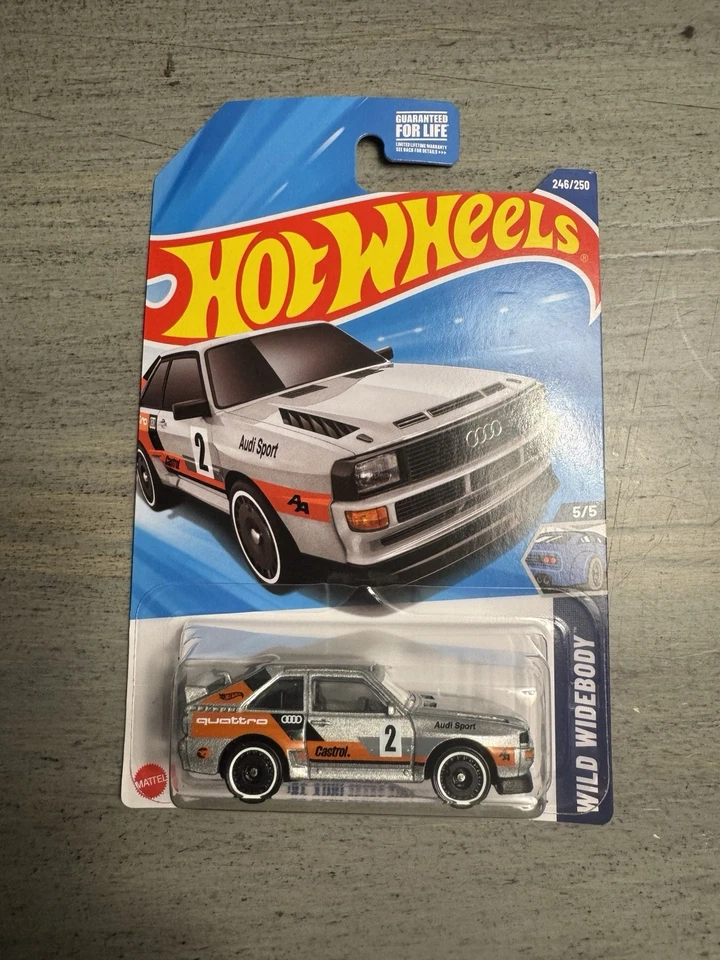 GUARANTEED
FOR LIFE
LIMITED LIFETIME WARRANTY
SEE BACK FOR DETAILS
246/250
HOT WHEELS
®
2
Audi Sport
Castrol
5/5
WILD WIDEBODY
quattro
Audi Sport
2
Castrol
MATTEL